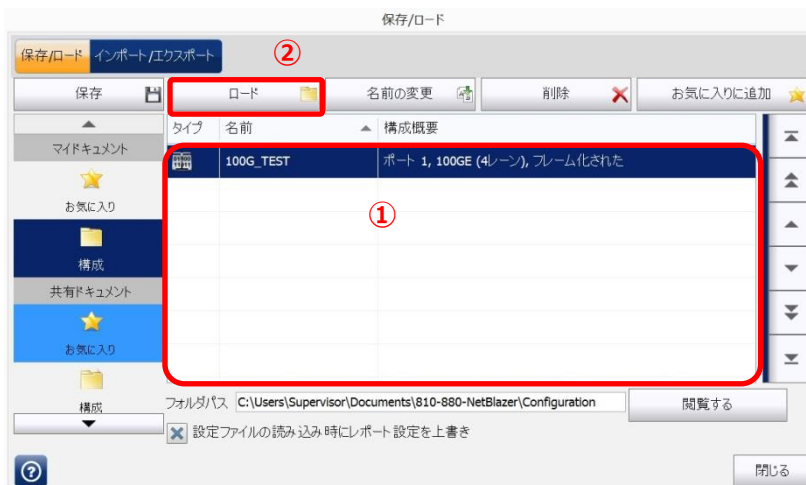 保存/ロード
保存/ロード インポート/エクスポート
②
保存 ロード 名前の変更 削除 お気に入りに追加
タイプ 名前 構成概要
マイドキュメント
100G_TEST ポート 1, 100GE (4レーン), フレーム化された
お気に入り
①
構成
共有ドキュメント
お気に入り
構成
フォルダパス C:\Users\Supervisor\Documents\810-880-NetBlazer\Configuration 閲覧する
設定ファイルの読み込み時にレポート設定を上書き
?
閉じる